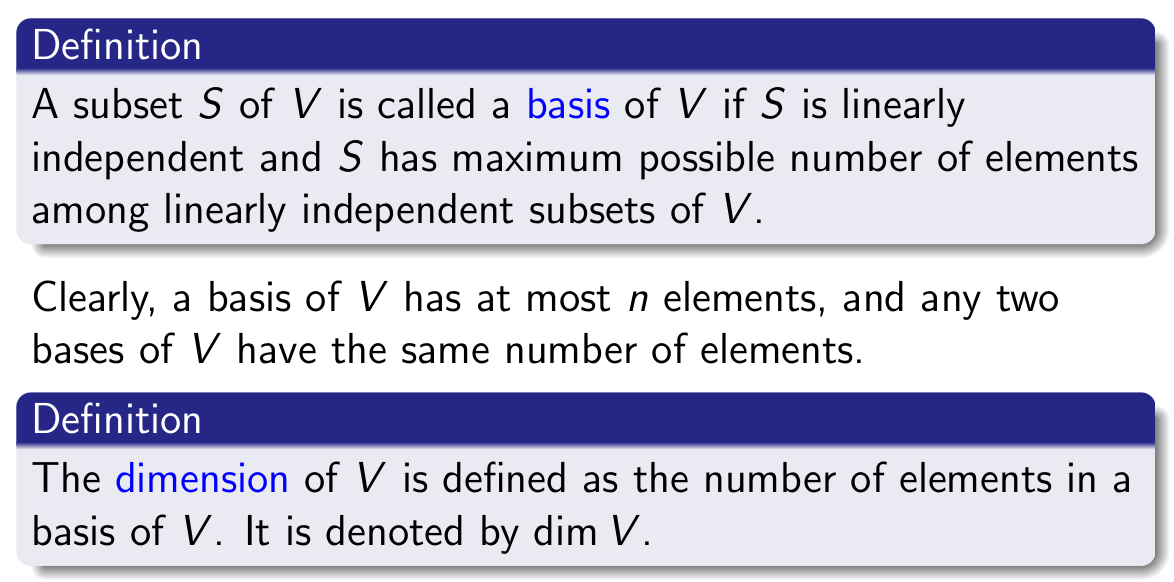 Definition
A subset S of V is called a basis of V if S is linearly
independent and S has maximum possible number of elements
among linearly independent subsets of V.
Clearly, a basis of V has at most n elements, and any two
bases of V have the same number of elements.
Definition
The dimension of V is defined as the number of elements in a
basis of V. It is denoted by dim V.